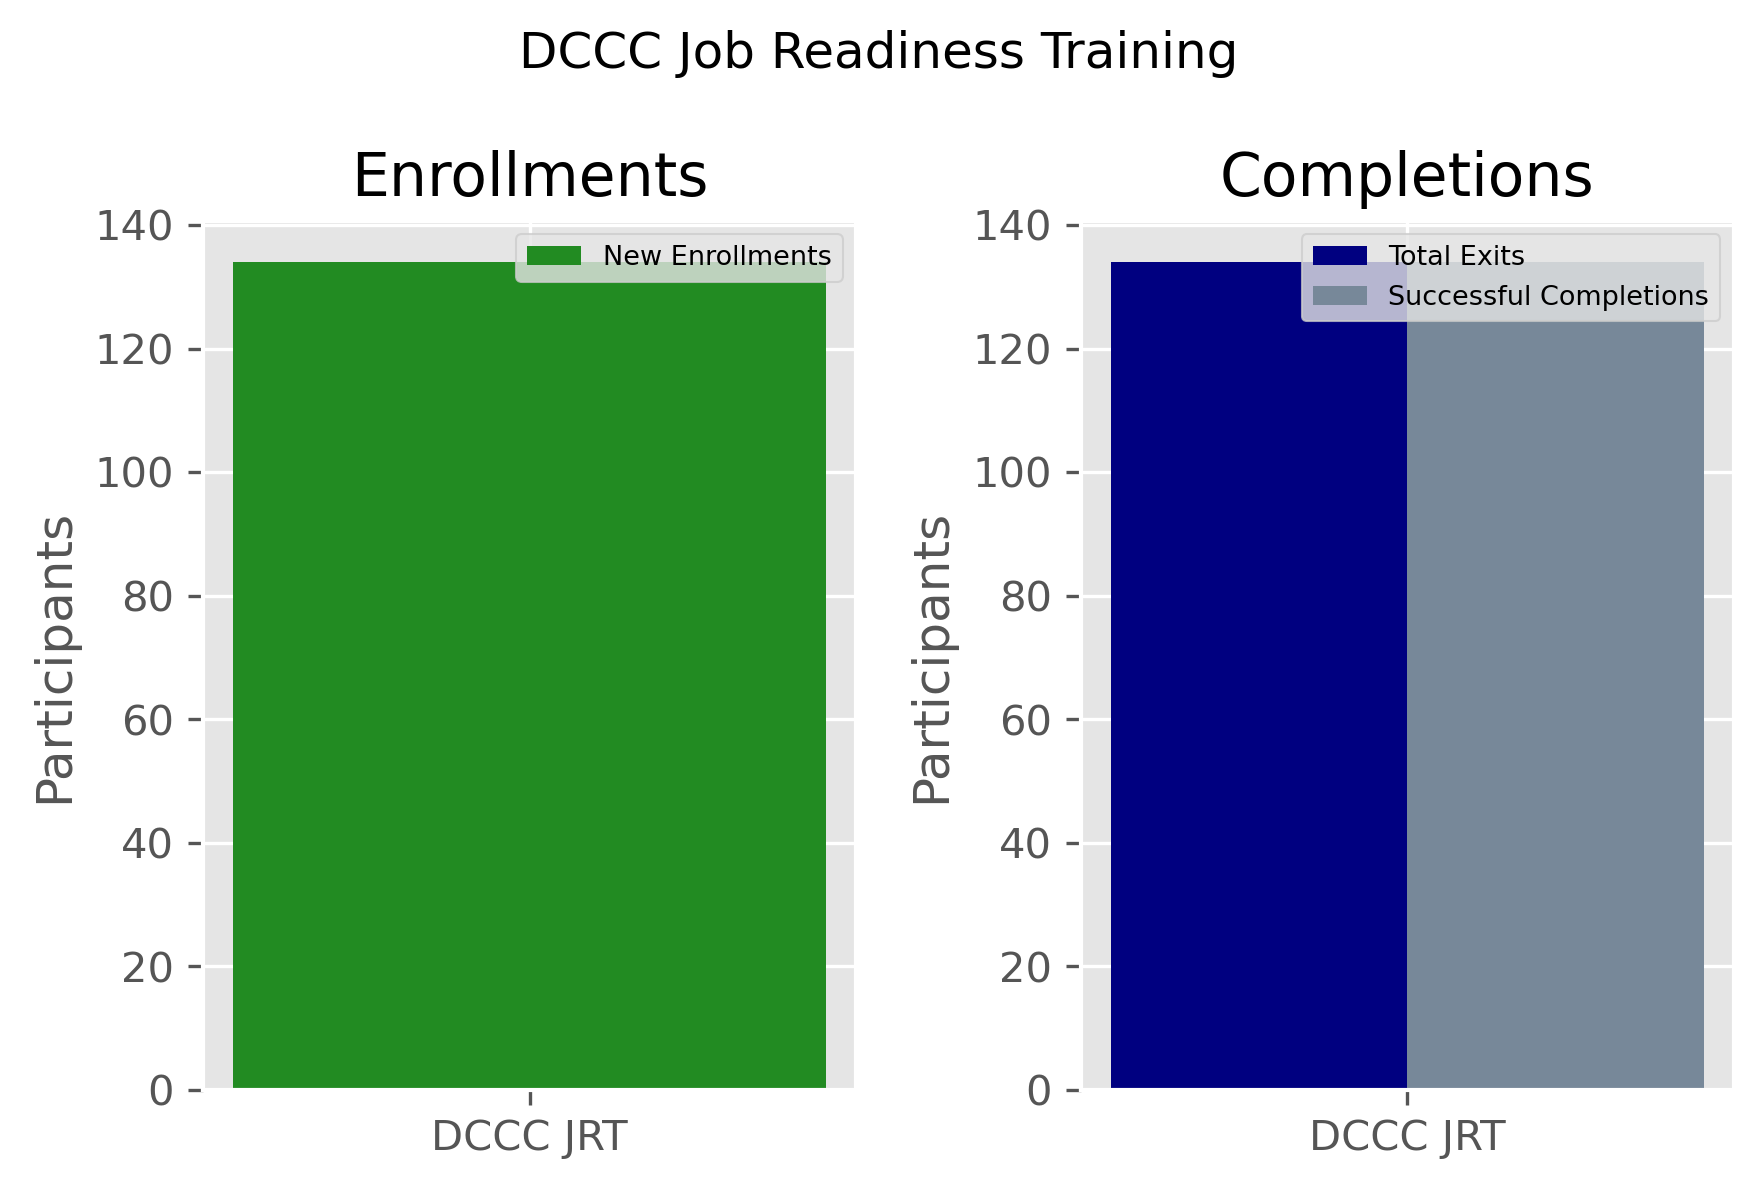 DCCC Job Readiness Training
Enrollments
140
120
100
80
60
40
20
0
Participants
New Enrollments
DCCC JRT
Completions
140
120
100
80
60
40
20
0
Participants
Total Exits
Successful Completions
DCCC JRT